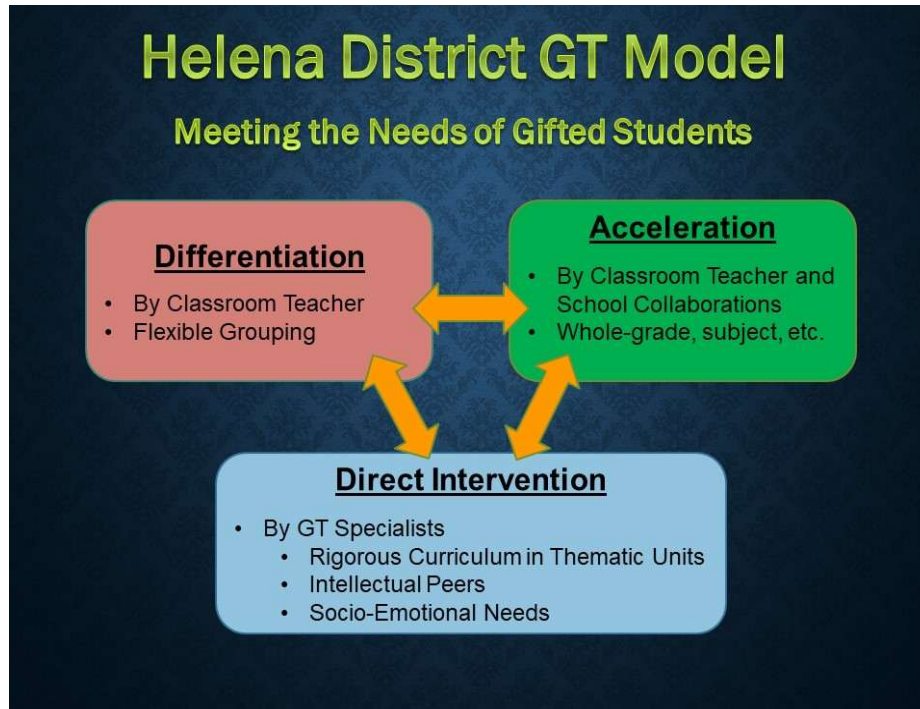 Helena District GT Model
Meeting the Needs of Gifted Students
Differentiation
• By Classroom Teacher
• Flexible Grouping
Acceleration
• By Classroom Teacher and
School Collaborations
• Whole-grade, subject, etc.
Direct Intervention
• By GT Specialists
• Rigorous Curriculum in Thematic Units
• Intellectual Peers
• Socio-Emotional Needs